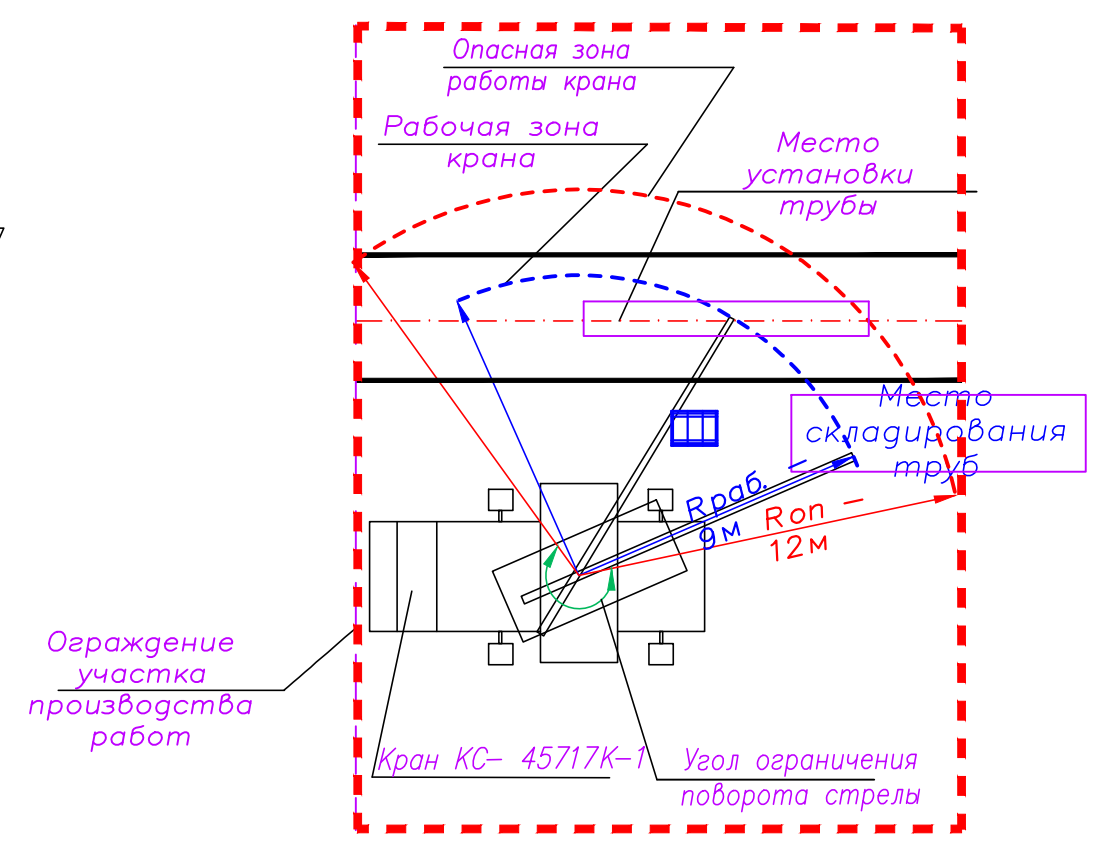 Опасная зона
работы крана
Рабочая зона
крана
Место
установки
трубы
Место
складирования
труб
Rраб. –
9м
Rоп –
12м
Ограждение
участка
производства
работ
Кран КС– 45717К–1
Угол ограничения
поворота стрелы